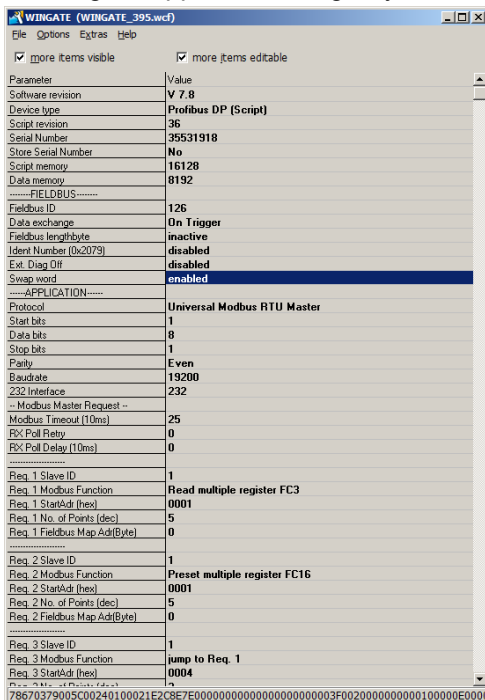 WINGATE (WINGATE_395.wcf)
File Options Extras Help
more items visible more items editable
Parameter Value
Software revision V 7.8
Device type Profibus DP (Script)
Script revision 36
Serial Number 35531918
Store Serial Number No
Script memory 16128
Data memory 8192
--------FIELDBUS--------
Fieldbus ID 126
Data exchange On Trigger
Fieldbus lengthbyte inactive
Ident Number (0x2079) disabled
Ext. Diag Off disabled
Swap word enabled
------APPLICATION------
Protocol Universal Modbus RTU Master
Start bits 1
Data bits 8
Stop bits 1
Parity Even
Baudrate 19200
232 Interface 232
-- Modbus Master Request --
Modbus Timeout (10ms) 25
RX Poll Retry 0
RX Poll Delay (10ms) 0
---------------------
Req. 1 Slave ID 1
Req. 1 Modbus Function Read multiple register FC3
Req. 1 StartAdr (hex) 0001
Req. 1 No. of Points (dec) 5
Req. 1 Fieldbus Map Adr(Byte) 0
---------------------
Req. 2 Slave ID 1
Req. 2 Modbus Function Preset multiple register FC16
Req. 2 StartAdr (hex) 0001
Req. 2 No. of Points (dec) 5
Req. 2 Fieldbus Map Adr(Byte) 0
---------------------
Req. 3 Slave ID 1
Req. 3 Modbus Function jump to Req. 1
Req. 3 StartAdr (hex) 0004